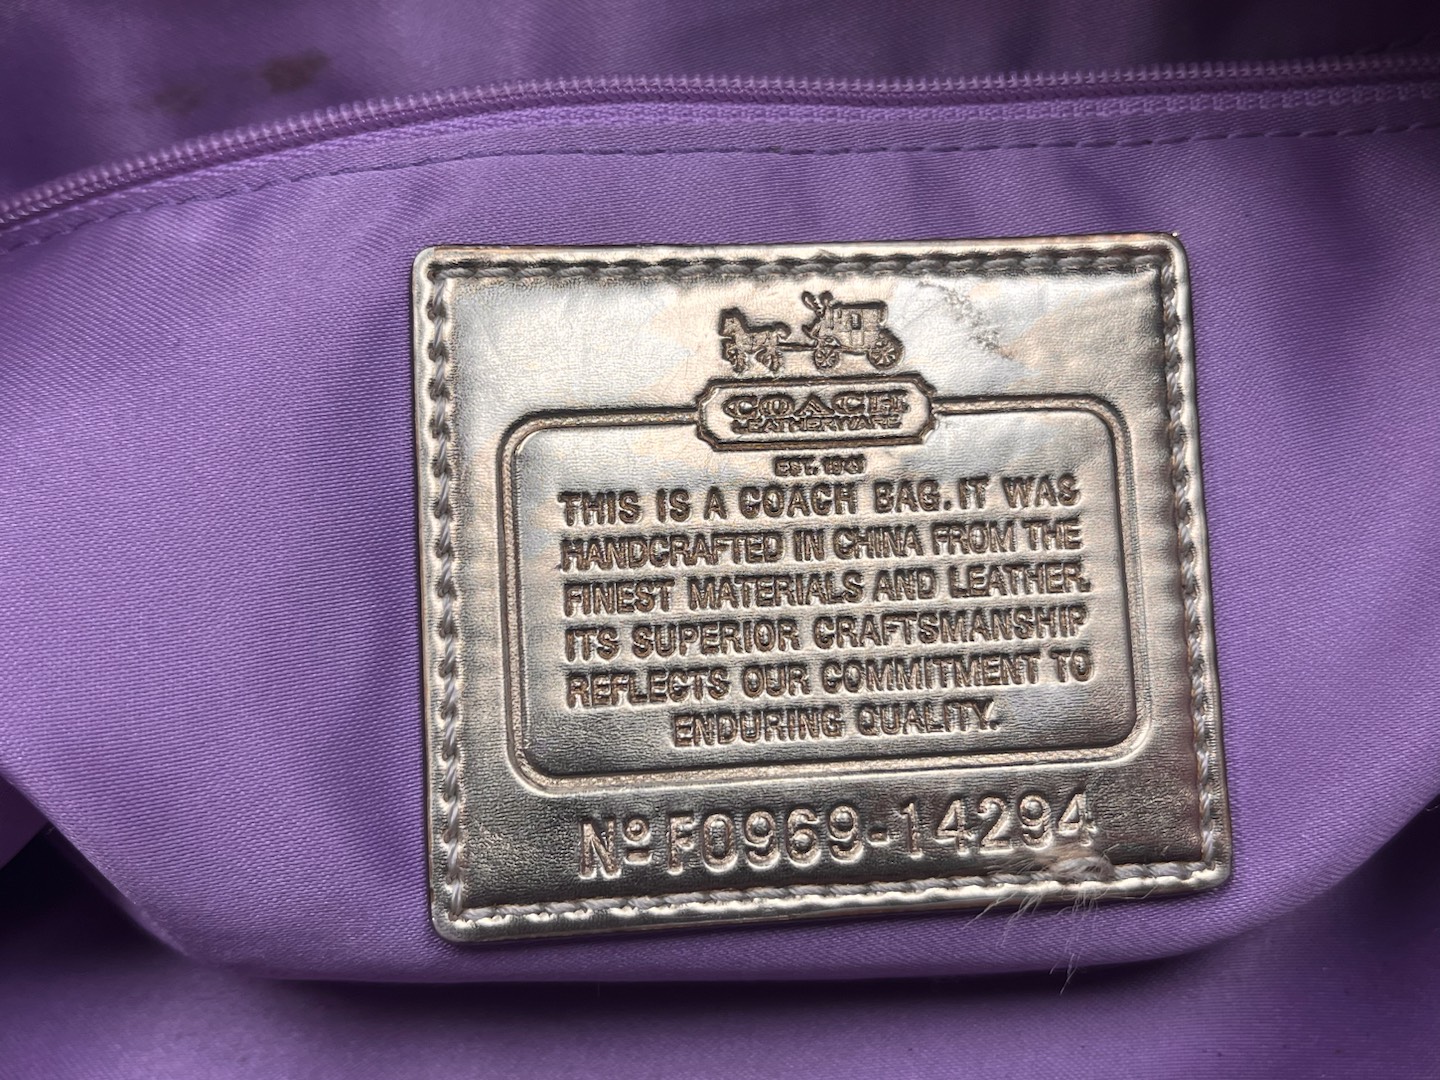 COACH
LEATHERWARE
EST. 1941
THIS IS A COACH BAG. IT WAS
HANDCRAFTED IN CHINA FROM THE
FINEST MATERIALS AND LEATHER.
ITS SUPERIOR CRAFTSMANSHIP
REFLECTS OUR COMMITMENT TO
ENDURING QUALITY.
Nº F0969-14294